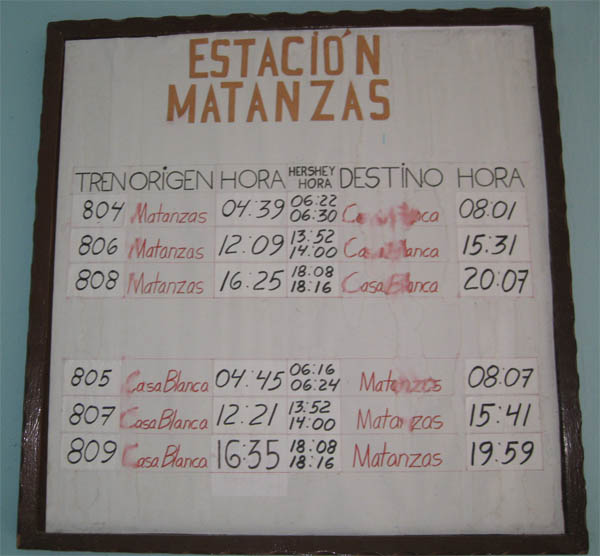 ESTACIÓN
MATANZAS
TREN ORIGEN HORA HERSHEY HORA DESTINO HORA
804 Matanzas 04:39 06:22 06:30 Casa Blanca 08:01
806 Matanzas 12:09 13:52 14:00 Casa Blanca 15:31
808 Matanzas 16:25 18:08 18:16 Casa Blanca 20:07
805 Casa Blanca 04:45 06:16 06:24 Matanzas 08:07
807 Casa Blanca 12:21 13:52 14:00 Matanzas 15:41
809 Casa Blanca 16:35 18:08 18:16 Matanzas 19:59